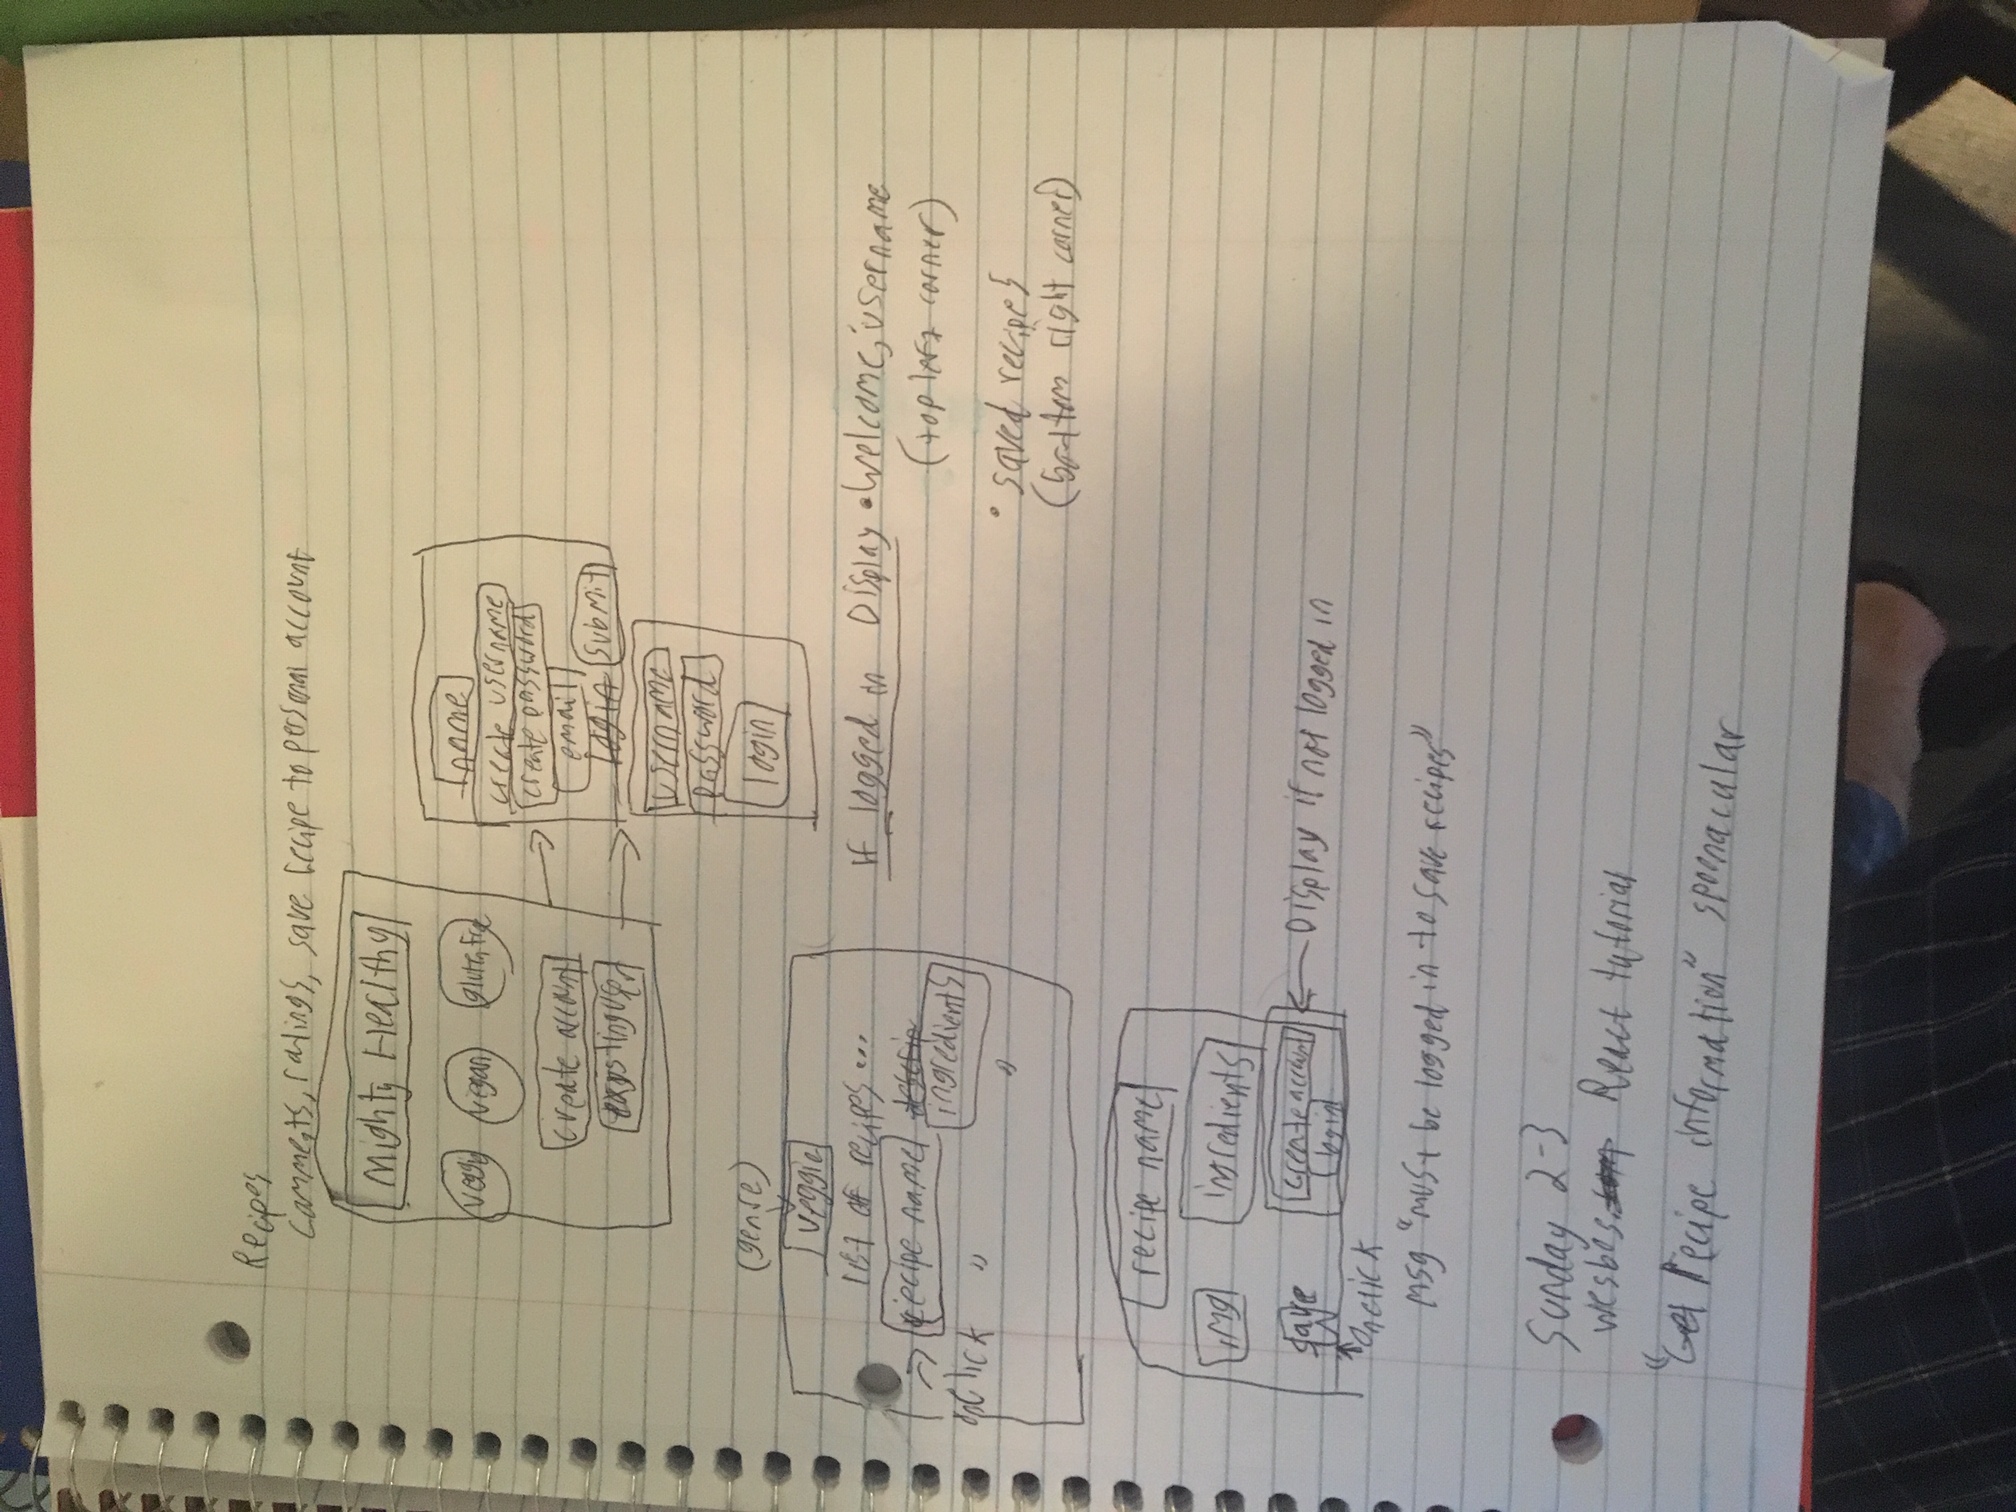 Recipes
comments, ratings, save recipe to personal account
Mighty Healthy
veggie vegan gluten free
create account
existing user
name
create username
create password
email
login submit
username
password
login
(genre)
veggie
list of recipes...
recipe name descrip
ingredients
onClick "
"
If logged in Display • Welcome, username
(top left corner)
• saved recipes
(bottom right corner)
recipe name
img ingredients
save create account
login
Display if not logged in
onclick
msg "must be logged in to save recipes"
Sunday 2-3
wesbos.com React tutorial
"Get Recipe information" spoonacular